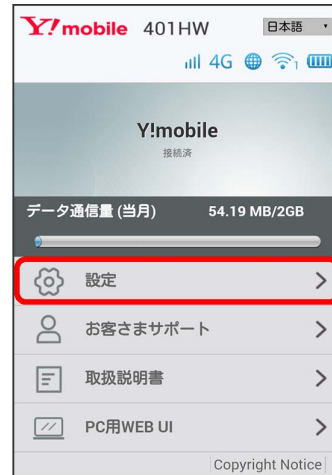 Y!mobile 401HW 日本語
4G 1
Y!mobile
接続済
データ通信量 (当月) 54.19 MB/2GB
設定
お客さまサポート
取扱説明書
PC用WEB UI
Copyright Notice